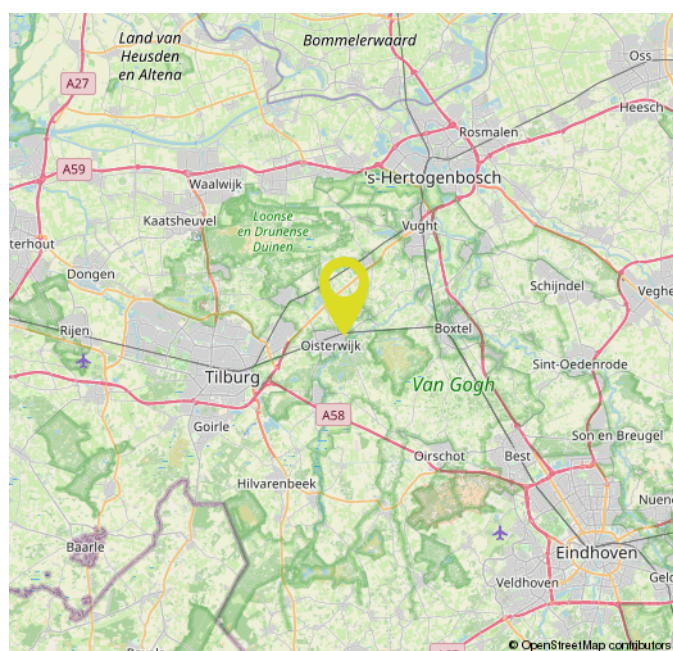 Land van
Heusden
en Altena
Bommelerwaard
Oss
A27
Heesch
Rosmalen
A59
's-Hertogenbosch
Waalwijk
Kaatsheuvel
Loonse
en Drunense
Duinen
Vught
terhout
Dongen
Schijndel
Veghe
Rijen
Oisterwijk
Boxtel
Sint-Oedenrode
Tilburg
Van Gogh
A58
Goirle
Son en Breugel
Oirschot
Best
Hilvarenbeek
Nuene
Baarle
Eindhoven
Veldhoven
Geld
© OpenStreetMap contributors